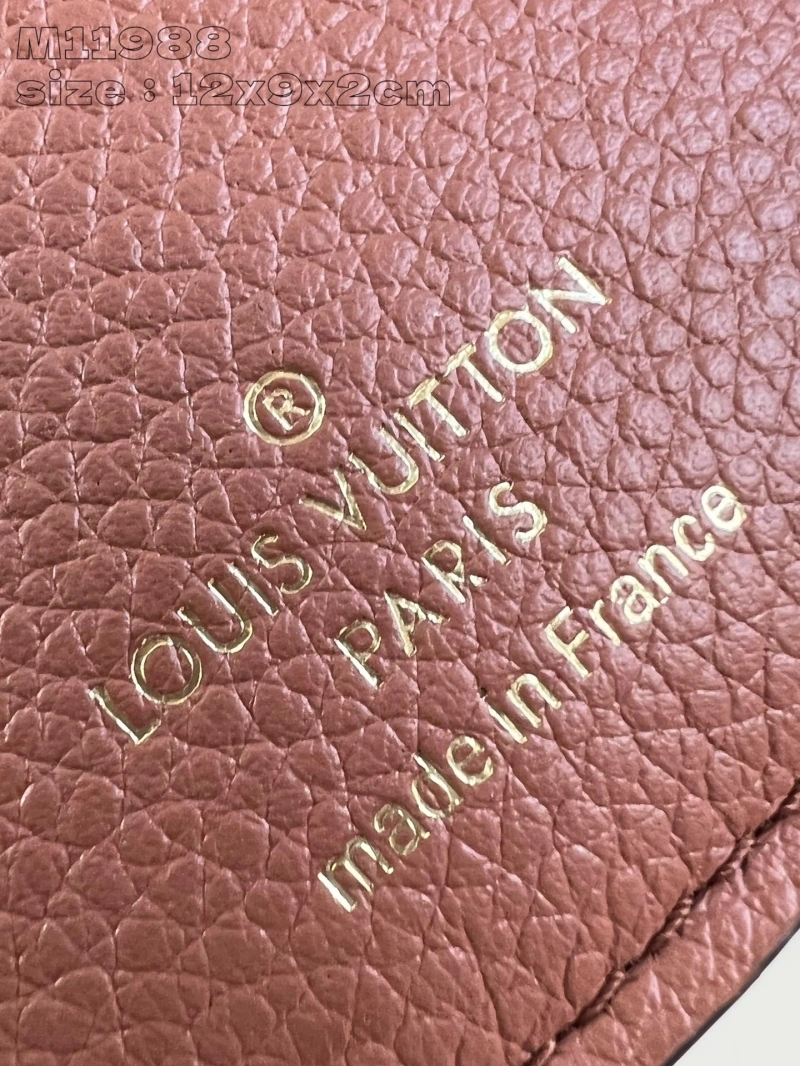 M11988
size : 12x9x2cm
®
LOUIS VUITTON
PARIS
made in France